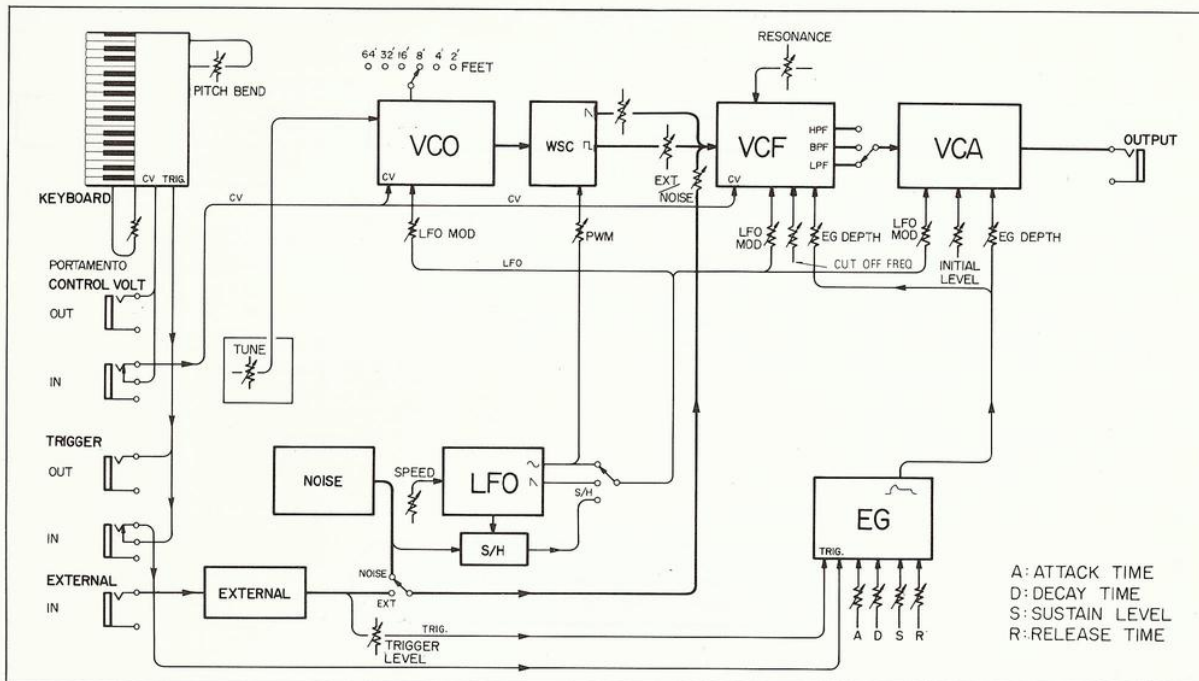 RESONANCE
64' 32' 16' 8' 4' 2'
FEET
PITCH BEND
VCO
CV
WSC
VCF
CV
HPF
BPF
LPF
VCA
OUTPUT
EXT/NOISE
CV TRIG.
KEYBOARD
CV
CV
LFO MOD
PWM
LFO MOD
EG DEPTH
LFO MOD
EG DEPTH
PORTAMENTO
LFO
CUT OFF FREQ
INITIAL LEVEL
CONTROL VOLT
OUT
TUNE
IN
TRIGGER
OUT
NOISE
SPEED
LFO
S/H
EG
TRIG.
IN
S/H
NOISE
EXTERNAL
IN
EXTERNAL
EXT
TRIG.
TRIGGER LEVEL
A D S R
A: ATTACK TIME
D: DECAY TIME
S: SUSTAIN LEVEL
R: RELEASE TIME